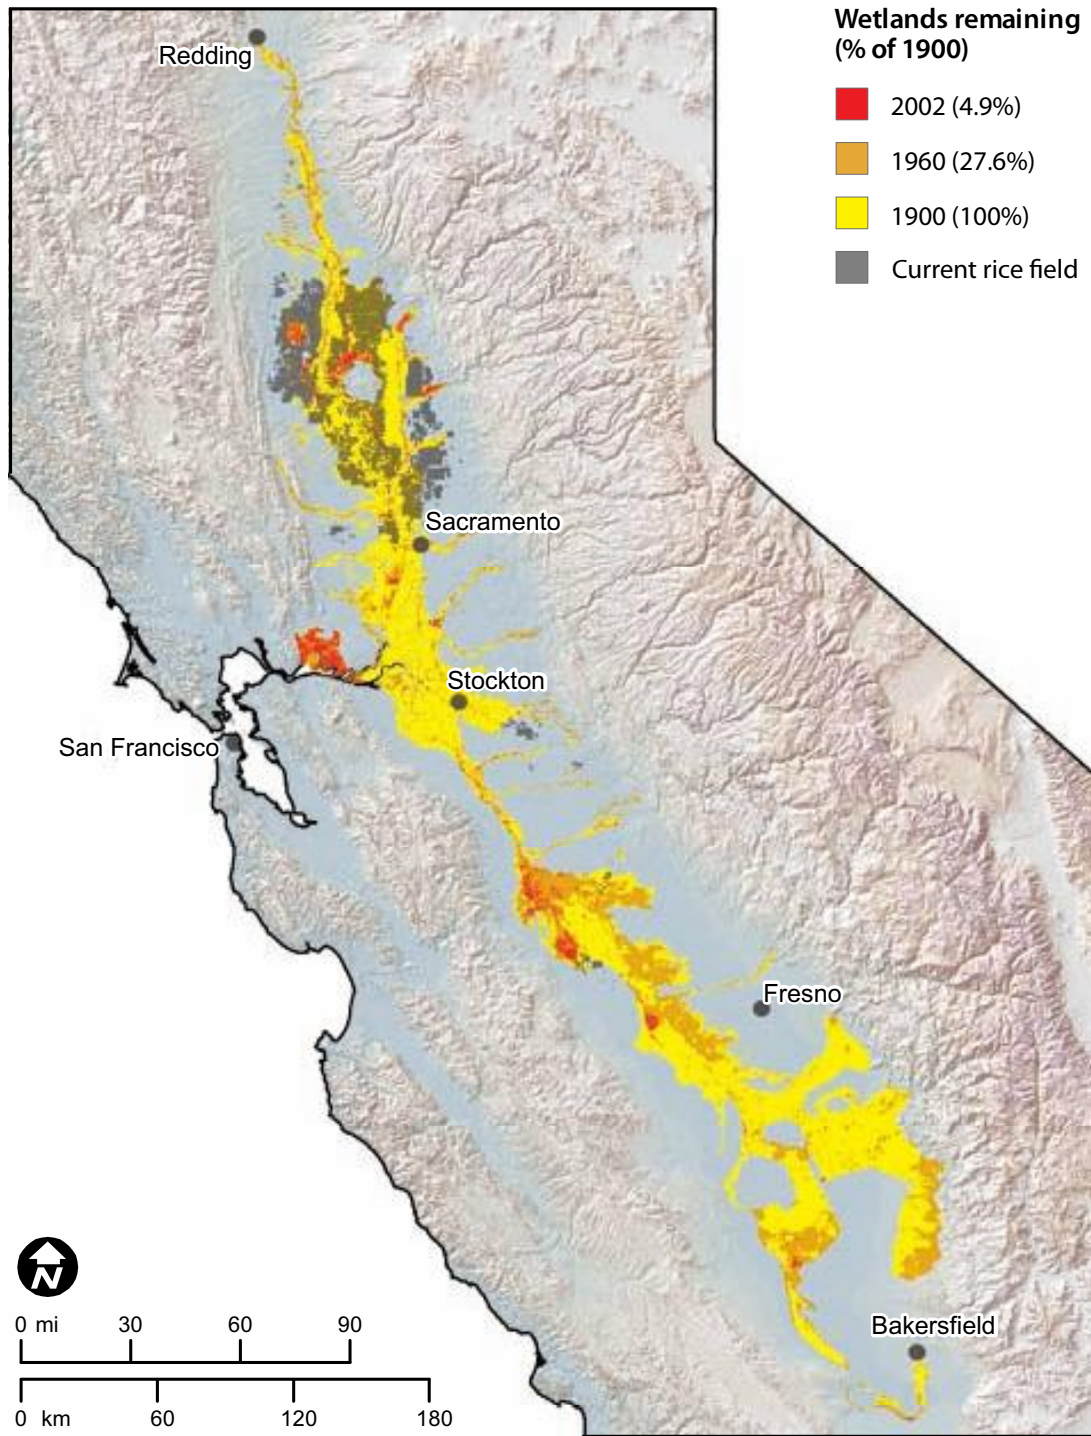 Wetlands remaining
(% of 1900)
2002 (4.9%)
1960 (27.6%)
1900 (100%)
Current rice field
Redding
Sacramento
Stockton
San Francisco
Fresno
Bakersfield
N
0 mi 30 60 90
0 km 60 120 180